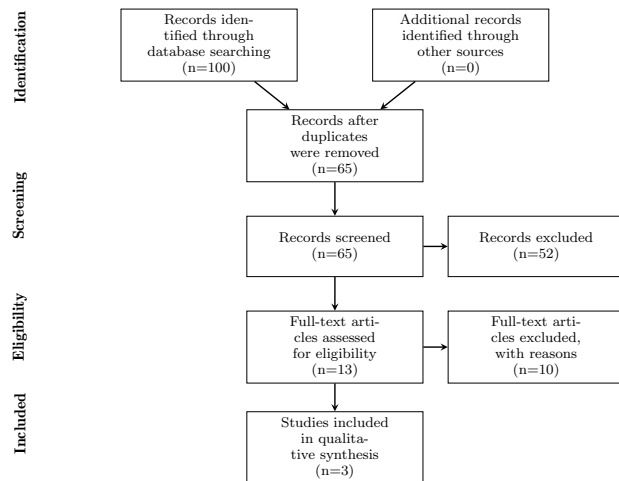 Identification
Records iden-
tified through
database searching
(n=100)
Additional records
identified through
other sources
(n=0)
Records after
duplicates
were removed
(n=65)
Screening
Records screened
(n=65)
Records excluded
(n=52)
Eligibility
Full-text arti-
cles assessed
for eligibility
(n=13)
Full-text arti-
cles excluded,
with reasons
(n=10)
Included
Studies included
in qualita-
tive synthesis
(n=3)